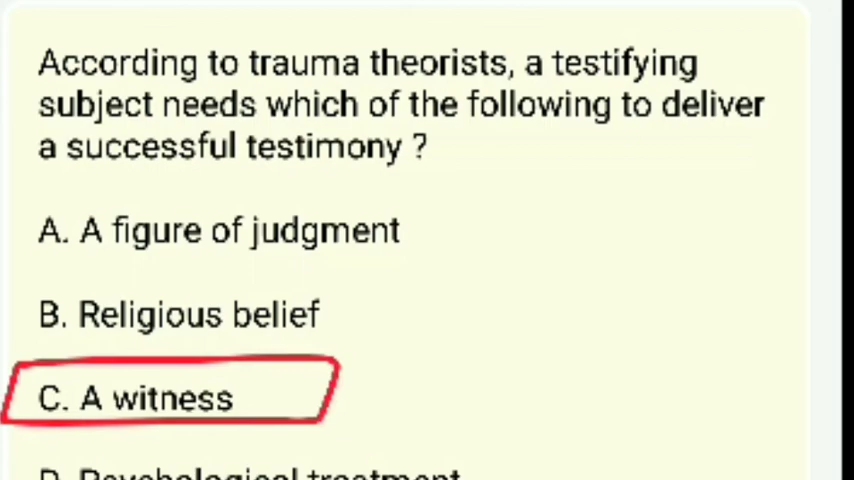 According to trauma theorists, a testifying
subject needs which of the following to deliver
a successful testimony ?
A. A figure of judgment
B. Religious belief
C. A witness
D. Psychological treatment